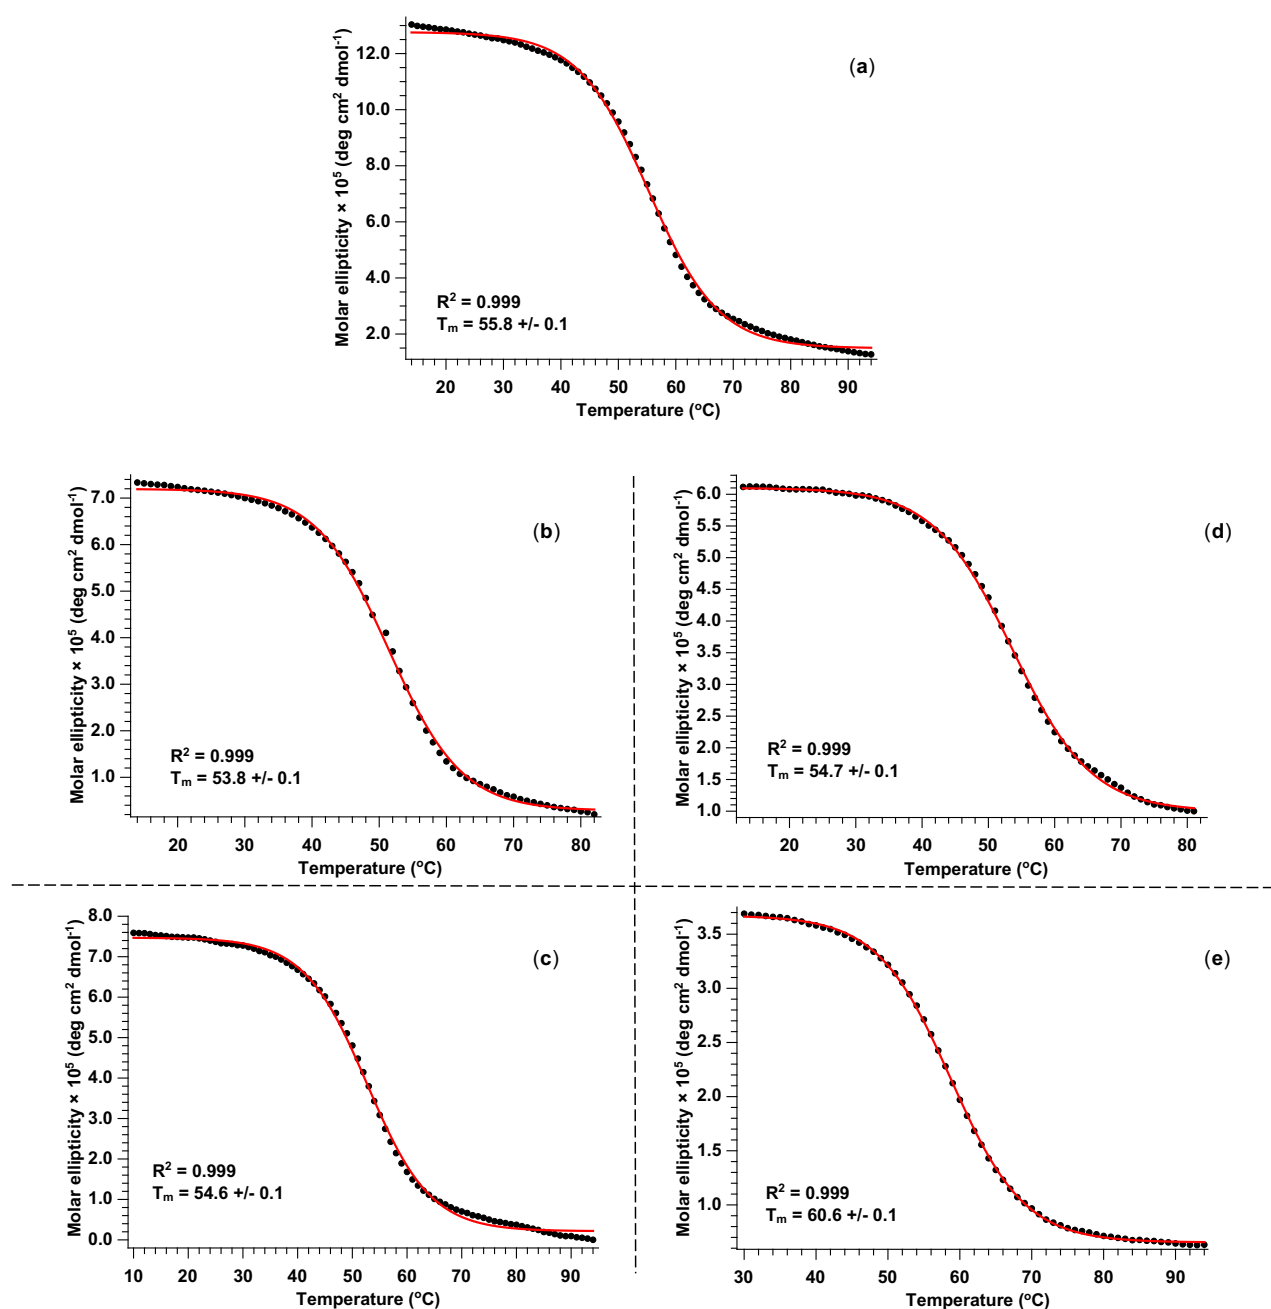 (a)
Molar ellipticity × 10⁵ (deg cm² dmol⁻¹)
12.0
10.0
8.0
6.0
4.0
2.0
R² = 0.999
Tₘ = 55.8 +/- 0.1
20 30 40 50 60 70 80 90
Temperature (°C)
(b)
Molar ellipticity × 10⁵ (deg cm² dmol⁻¹)
7.0
6.0
5.0
4.0
3.0
2.0
1.0
R² = 0.999
Tₘ = 53.8 +/- 0.1
20 30 40 50 60 70 80
Temperature (°C)
(d)
Molar ellipticity × 10⁵ (deg cm² dmol⁻¹)
6.0
5.5
5.0
4.5
4.0
3.5
3.0
2.5
2.0
1.5
1.0
R² = 0.999
Tₘ = 54.7 +/- 0.1
20 30 40 50 60 70 80
Temperature (°C)
(c)
Molar ellipticity × 10⁵ (deg cm² dmol⁻¹)
8.0
7.0
6.0
5.0
4.0
3.0
2.0
1.0
0.0
R² = 0.999
Tₘ = 54.6 +/- 0.1
10 20 30 40 50 60 70 80 90
Temperature (°C)
(e)
Molar ellipticity × 10⁵ (deg cm² dmol⁻¹)
3.5
3.0
2.5
2.0
1.5
1.0
R² = 0.999
Tₘ = 60.6 +/- 0.1
30 40 50 60 70 80 90
Temperature (°C)